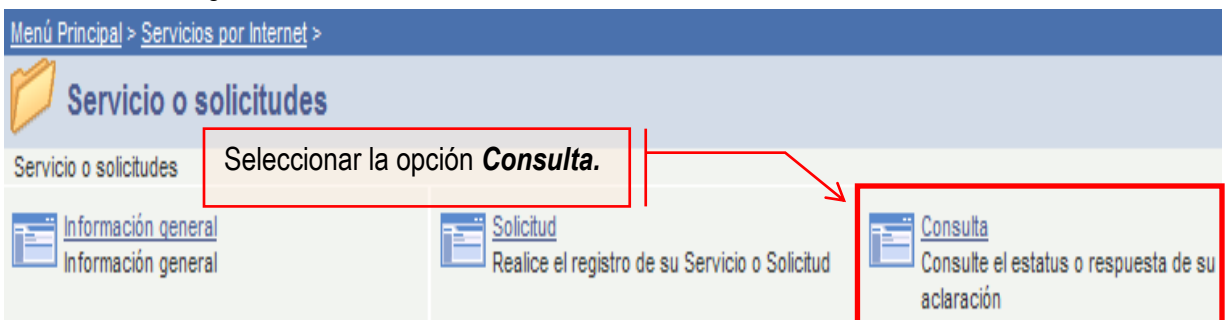 Menú Principal > Servicios por Internet >
Servicio o solicitudes
Seleccionar la opción Consulta.
Servicio o solicitudes
Información general
Información general
Solicitud
Realice el registro de su Servicio o Solicitud
Consulta
Consulte el estatus o respuesta de su
aclaración